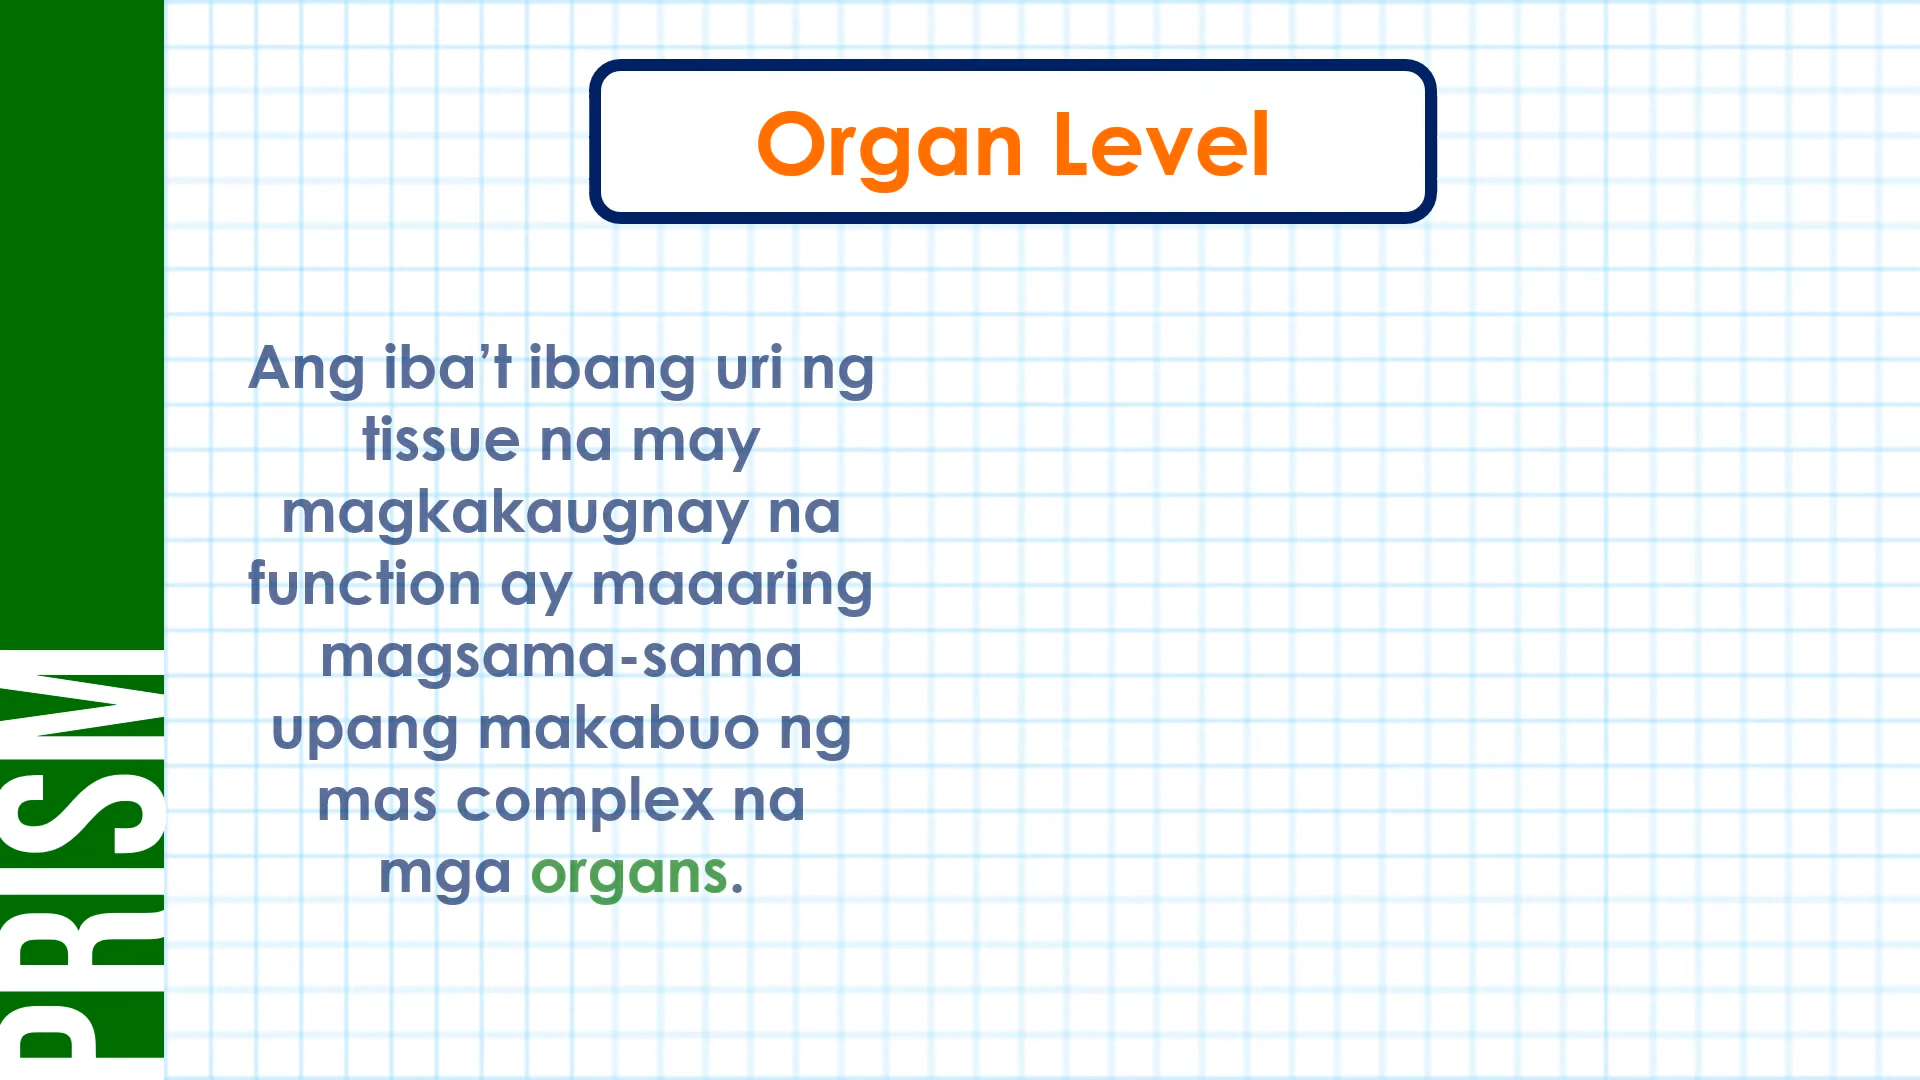 Organ Level
Ang iba’t ibang uri ng
tissue na may
magkakaugnay na
function ay maaaring
magsama-sama
upang makabuo ng
mas complex na
mga organs.
PRISM